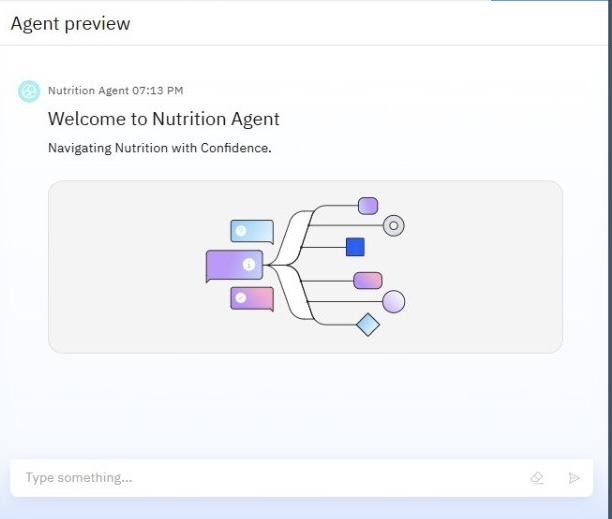 Agent preview
Nutrition Agent 07:13 PM
Welcome to Nutrition Agent
Navigating Nutrition with Confidence.
?
i
Type something...